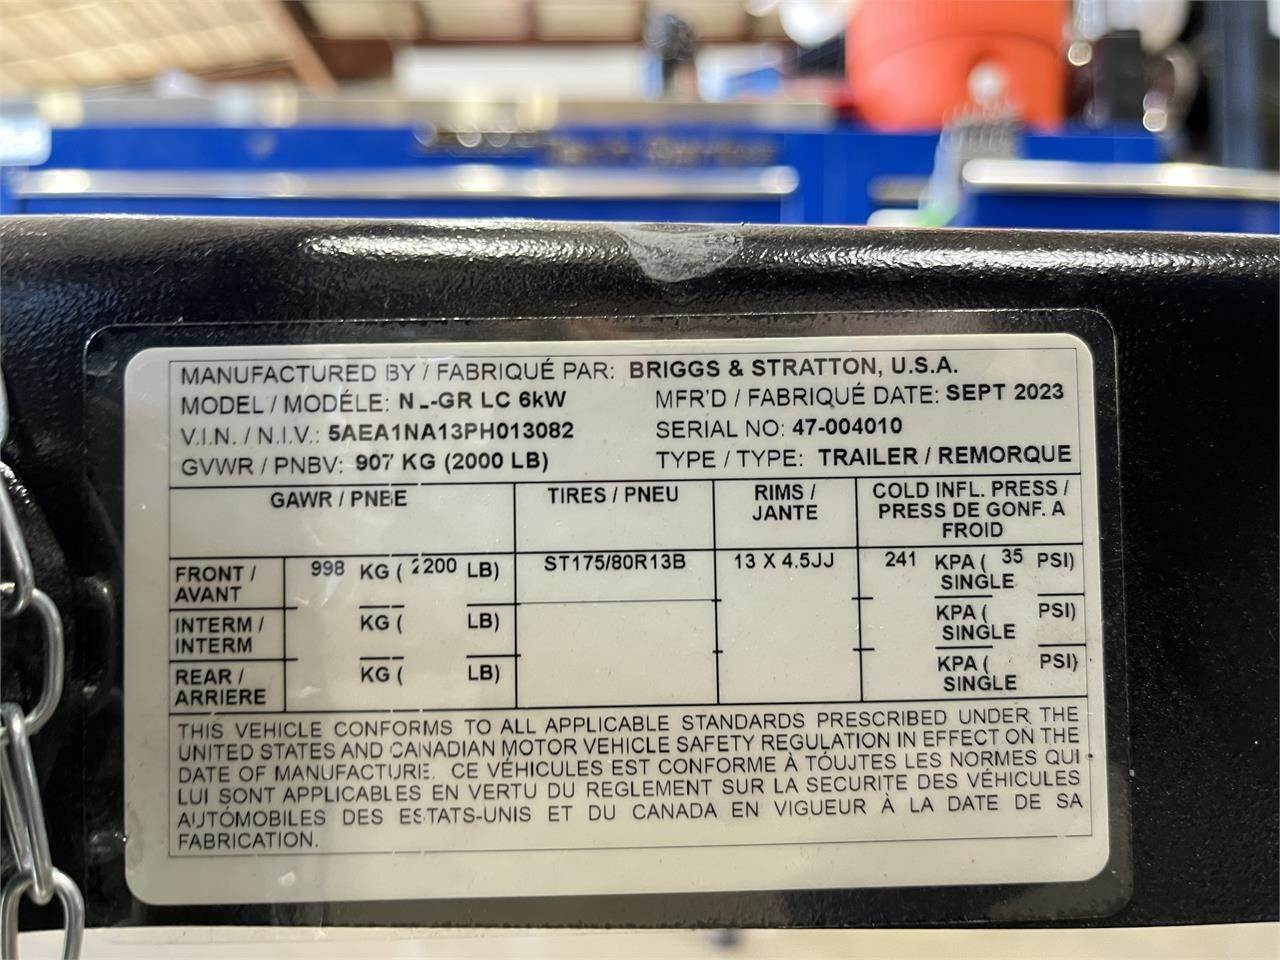 MANUFACTURED BY / FABRIQUÉ PAR: BRIGGS & STRATTON, U.S.A.
MODEL / MODÉLE: NL-GR LC 6kW MFR'D / FABRIQUÉ DATE: SEPT 2023
V.I.N. / N.I.V.: 5AEA1NA13PH013082 SERIAL NO: 47-004010
GVWR / PNBV: 907 KG (2000 LB) TYPE / TYPE: TRAILER / REMORQUE
GAWR / PNBE TIRES / PNEU RIMS / JANTE COLD INFL. PRESS / PRESS DE GONF. A FROID
FRONT / AVANT 998 KG ( 2200 LB) ST175/80R13B 13 X 4.5JJ 241 KPA ( 35 PSI) SINGLE
INTERM / INTERM KG ( LB) KPA ( PSI) SINGLE
REAR / ARRIERE KG ( LB) KPA ( PSI) SINGLE
THIS VEHICLE CONFORMS TO ALL APPLICABLE STANDARDS PRESCRIBED UNDER THE
UNITED STATES AND CANADIAN MOTOR VEHICLE SAFETY REGULATION IN EFFECT ON THE
DATE OF MANUFACTURE. CE VÉHICULES EST CONFORME À TÓUJTES LES NORMES QUI
LUI SONT APPLICABLES EN VERTU DU REGLEMENT SUR LA SECURITE DES VÉHICULES
AUTÓMOBILES DES ESTATS-UNIS ET DU CANADA EN VIGUEUR À LA DATE DE SA
FABRICATION.